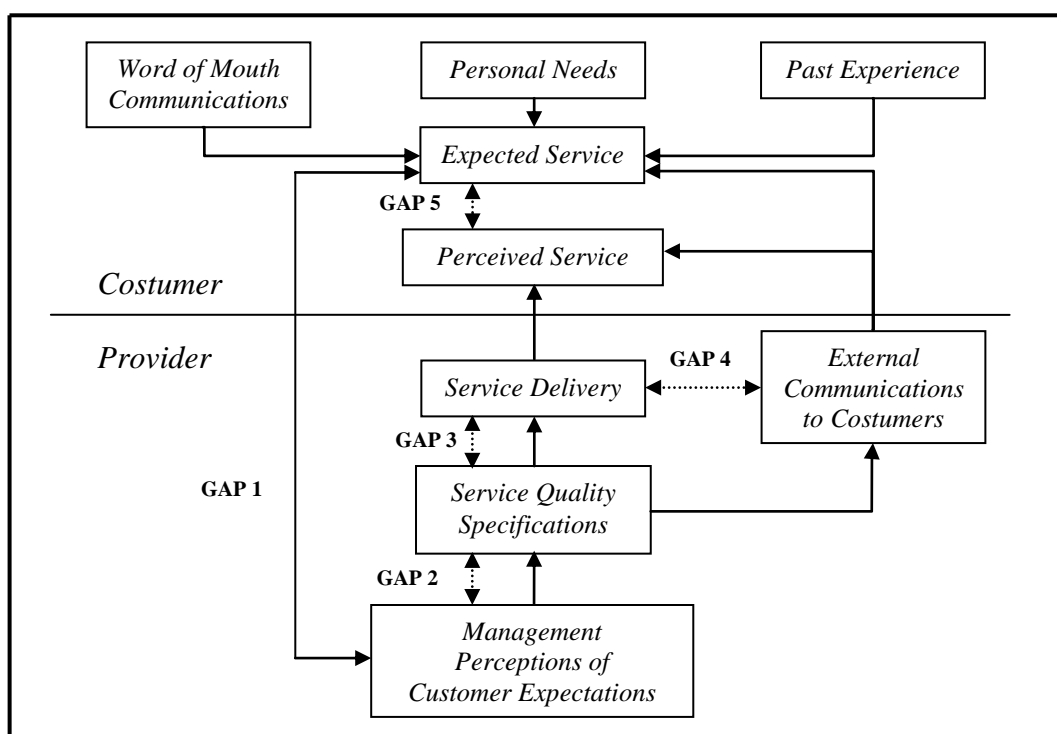 Word of Mouth
Communications
Personal Needs
Past Experience
Expected Service
GAP 5
Perceived Service
Costumer
Provider
GAP 4
External
Communications
to Costumers
Service Delivery
GAP 3
GAP 1
Service Quality
Specifications
GAP 2
Management
Perceptions of
Customer Expectations